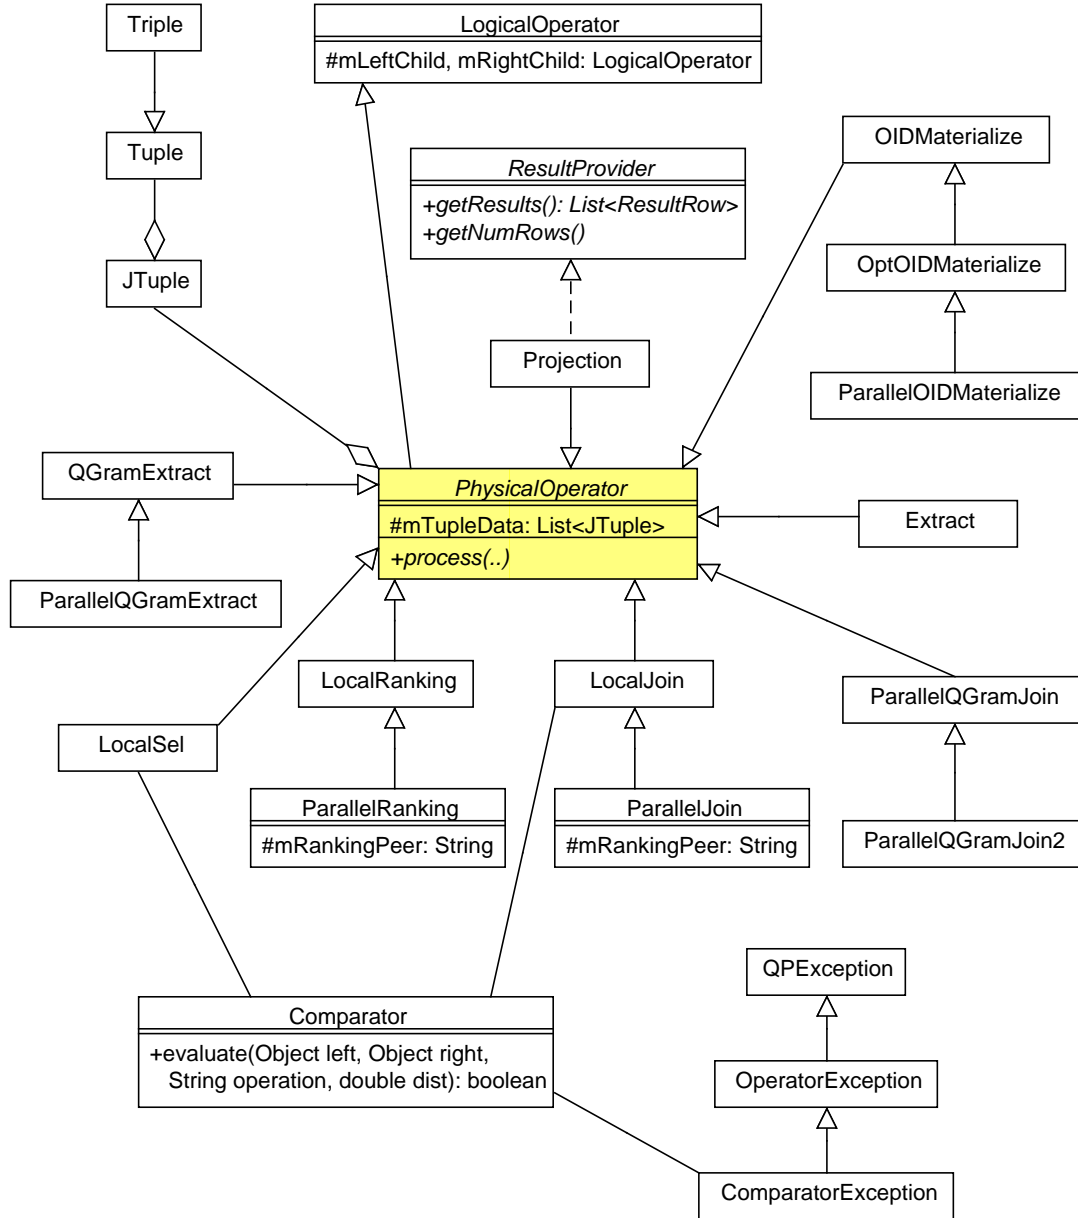 Triple
LogicalOperator
#mLeftChild, mRightChild: LogicalOperator
Tuple
OIDMaterialize
ResultProvider
+getResults(): List<ResultRow>
+getNumRows()
JTuple
OptOIDMaterialize
Projection
ParallelOIDMaterialize
QGramExtract
PhysicalOperator
#mTupleData: List<JTuple>
+process(..)
Extract
ParallelQGramExtract
LocalRanking
LocalJoin
ParallelQGramJoin
LocalSel
ParallelRanking
#mRankingPeer: String
ParallelJoin
#mRankingPeer: String
ParallelQGramJoin2
QPException
Comparator
+evaluate(Object left, Object right,
String operation, double dist): boolean
OperatorException
ComparatorException